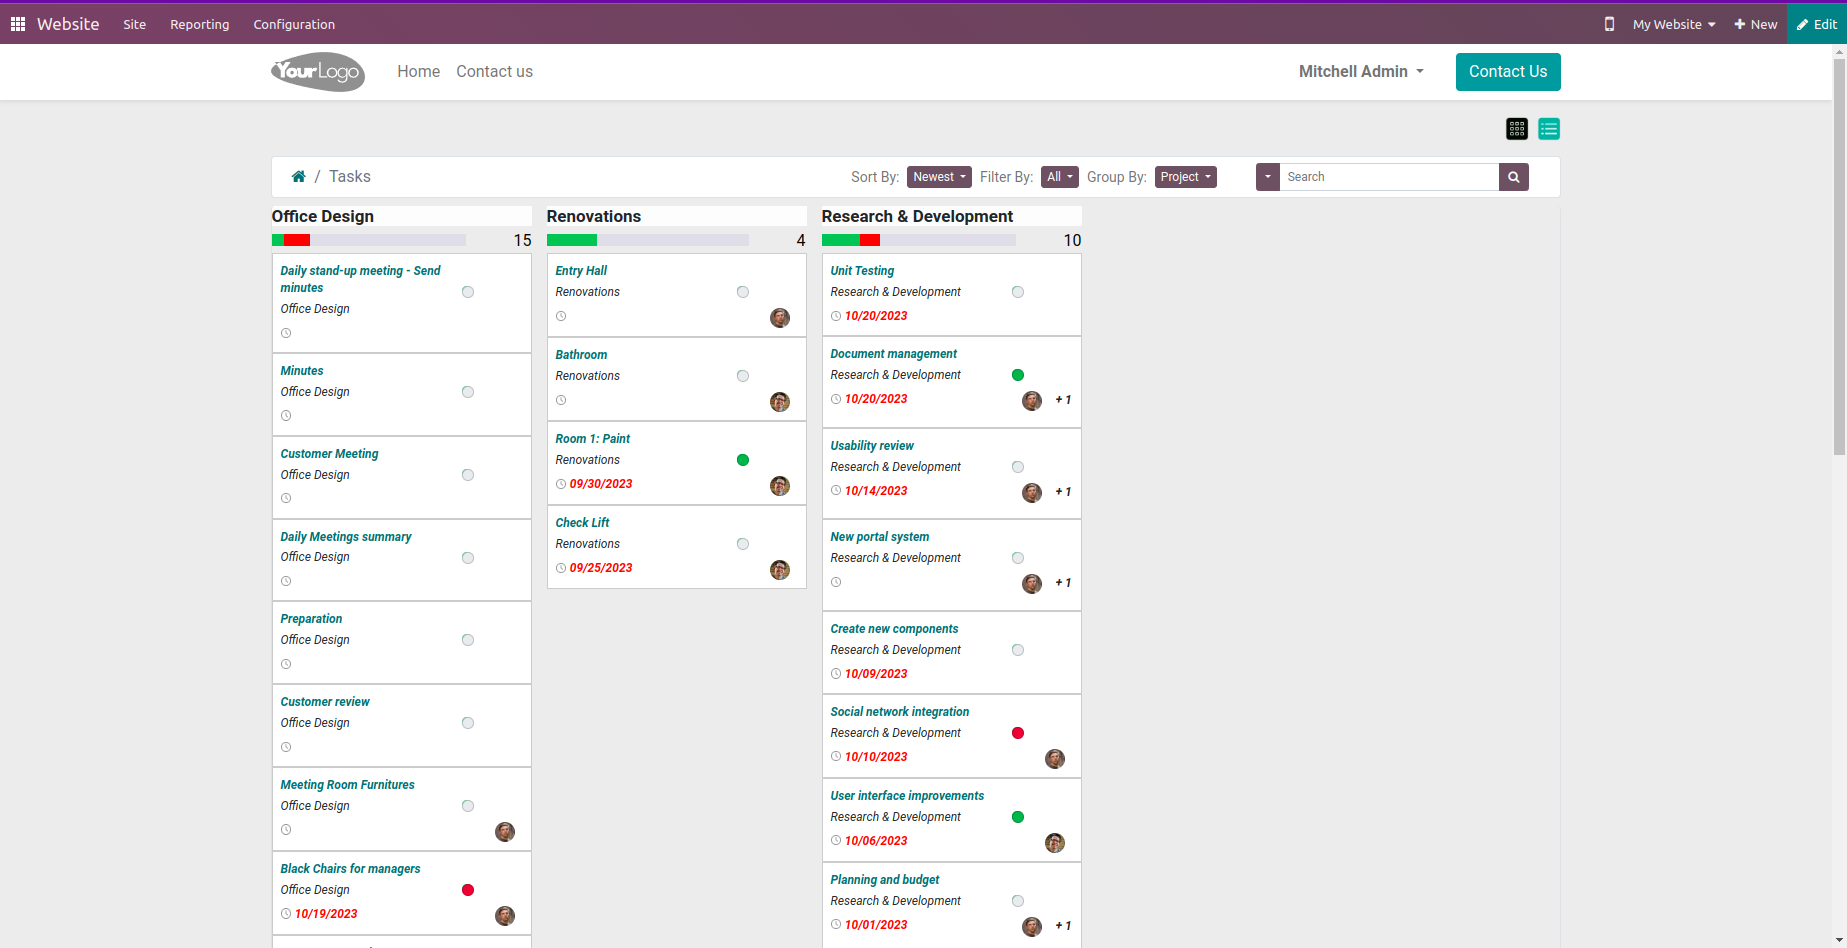 Website Site Reporting Configuration My Website New Edit
YourLogo Home Contact us Mitchell Admin Contact Us
/ Tasks Sort By: Newest Filter By: All Group By: Project Search
Office Design
15
Daily stand-up meeting - Send
minutes
Office Design
Minutes
Office Design
Customer Meeting
Office Design
Daily Meetings summary
Office Design
Preparation
Office Design
Customer review
Office Design
Meeting Room Furnitures
Office Design
Black Chairs for managers
Office Design
10/19/2023
Renovations
4
Entry Hall
Renovations
Bathroom
Renovations
Room 1: Paint
Renovations
09/30/2023
Check Lift
Renovations
09/25/2023
Research & Development
10
Unit Testing
Research & Development
10/20/2023
Document management
Research & Development
10/20/2023 + 1
Usability review
Research & Development
10/14/2023 + 1
New portal system
Research & Development
+ 1
Create new components
Research & Development
10/09/2023
Social network integration
Research & Development
10/10/2023
User interface improvements
Research & Development
10/06/2023
Planning and budget
Research & Development
10/01/2023 + 1